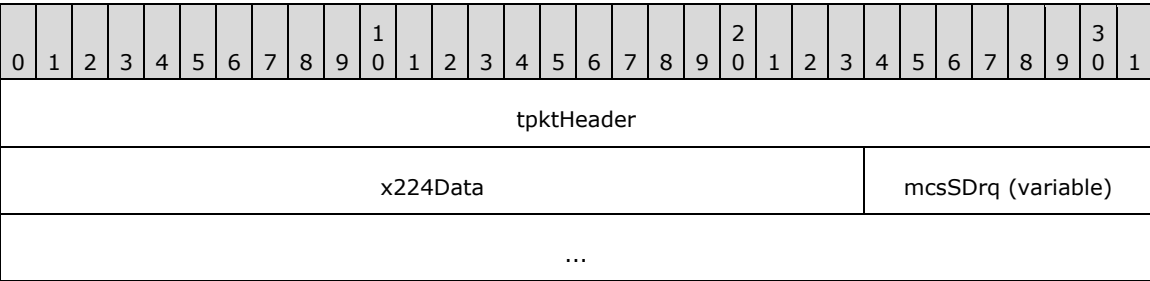 1 2 3
0 1 2 3 4 5 6 7 8 9 0 1 2 3 4 5 6 7 8 9 0 1 2 3 4 5 6 7 8 9 0 1
tpktHeader
x224Data mcsSDrq (variable)
...